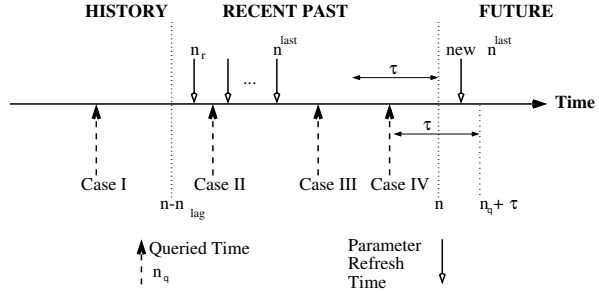 HISTORY RECENT PAST FUTURE
n_r n^last new n^last
...
τ
Time
τ
Case I Case II Case III Case IV
n-n_lag n n_q + τ
Queried Time
n_q
Parameter
Refresh
Time